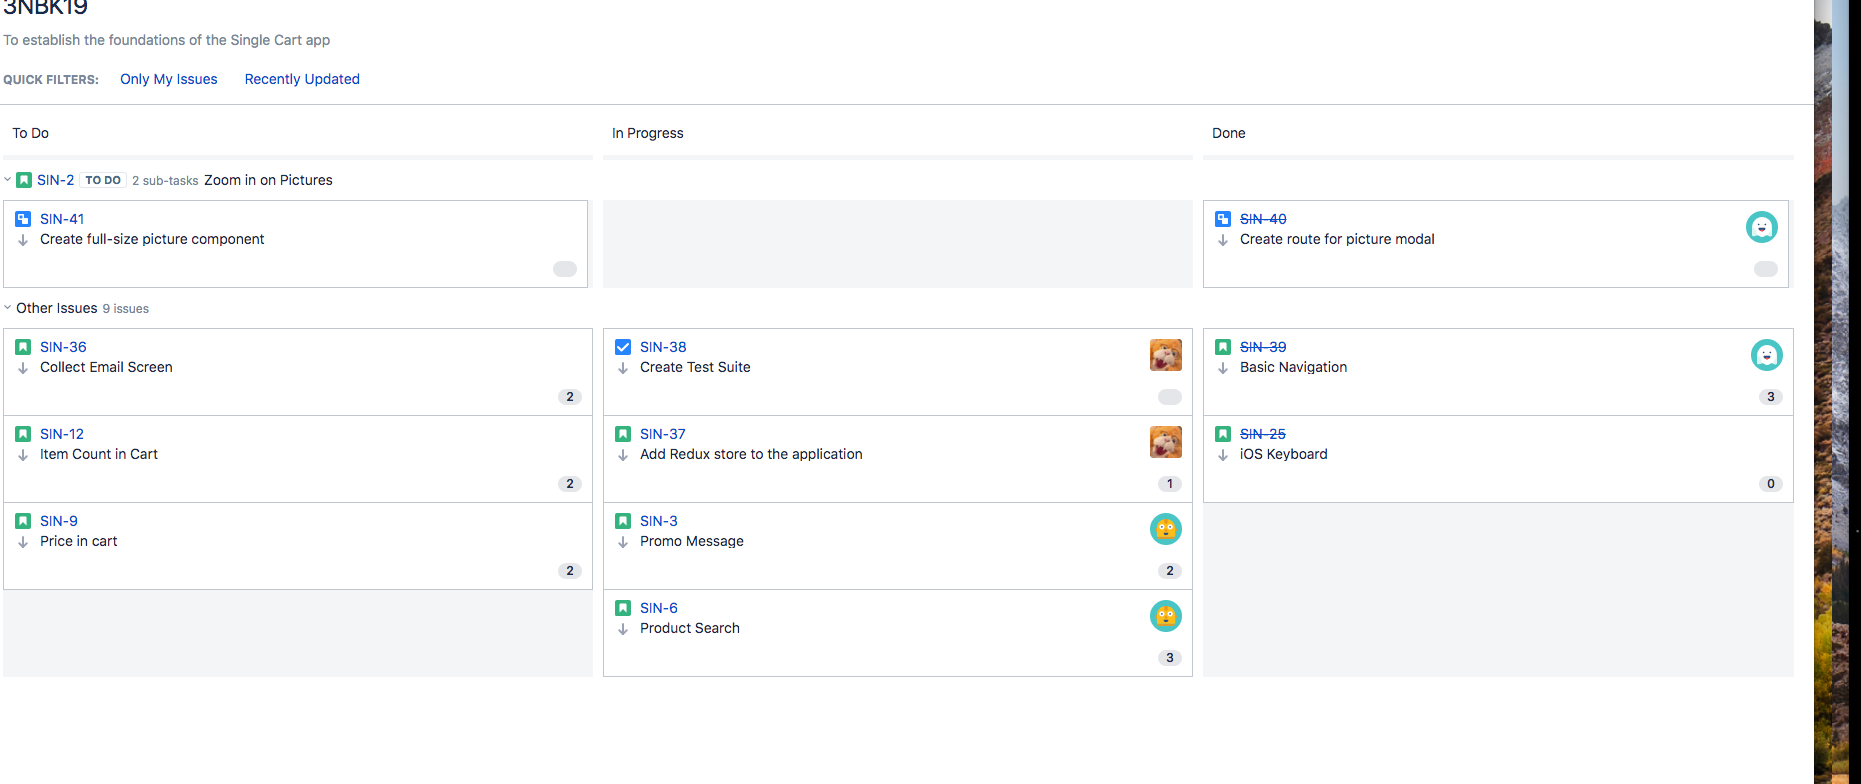 3NBK19
To establish the foundations of the Single Cart app
QUICK FILTERS: Only My Issues Recently Updated
To Do In Progress Done
SIN-2 TO DO 2 sub-tasks Zoom in on Pictures
SIN-41
Create full-size picture component
SIN-40
Create route for picture modal
Other Issues 9 issues
SIN-36
Collect Email Screen
2
SIN-12
Item Count in Cart
2
SIN-9
Price in cart
2
SIN-38
Create Test Suite
SIN-37
Add Redux store to the application
1
SIN-3
Promo Message
2
SIN-6
Product Search
3
SIN-39
Basic Navigation
3
SIN-25
iOS Keyboard
0